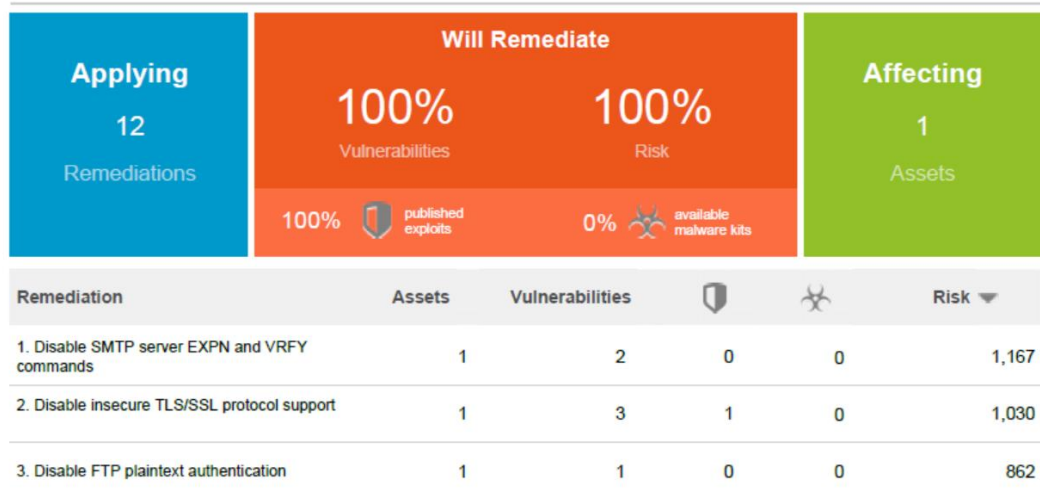 Applying
12
Remediations
Will Remediate
100%
Vulnerabilities
100%
Risk
100% published exploits
0% available malware kits
Affecting
1
Assets
Remediation Assets Vulnerabilities Risk
1. Disable SMTP server EXPN and VRFY
commands 1 2 0 0 1,167
2. Disable insecure TLS/SSL protocol support 1 3 1 0 1,030
3. Disable FTP plaintext authentication 1 1 0 0 862